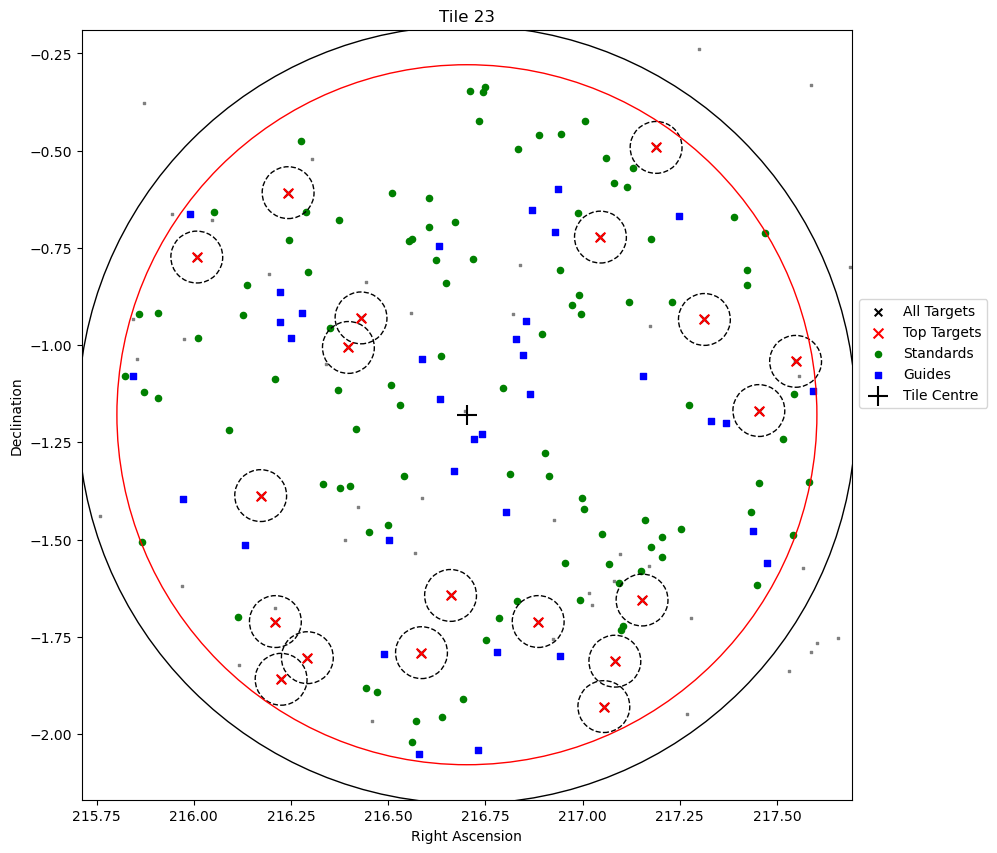 Tile 23
−0.25
−0.50
−0.75
−1.00
−1.25
−1.50
−1.75
−2.00
Declination
215.75 216.00 216.25 216.50 216.75 217.00 217.25 217.50
Right Ascension
All Targets
Top Targets
Standards
Guides
Tile Centre